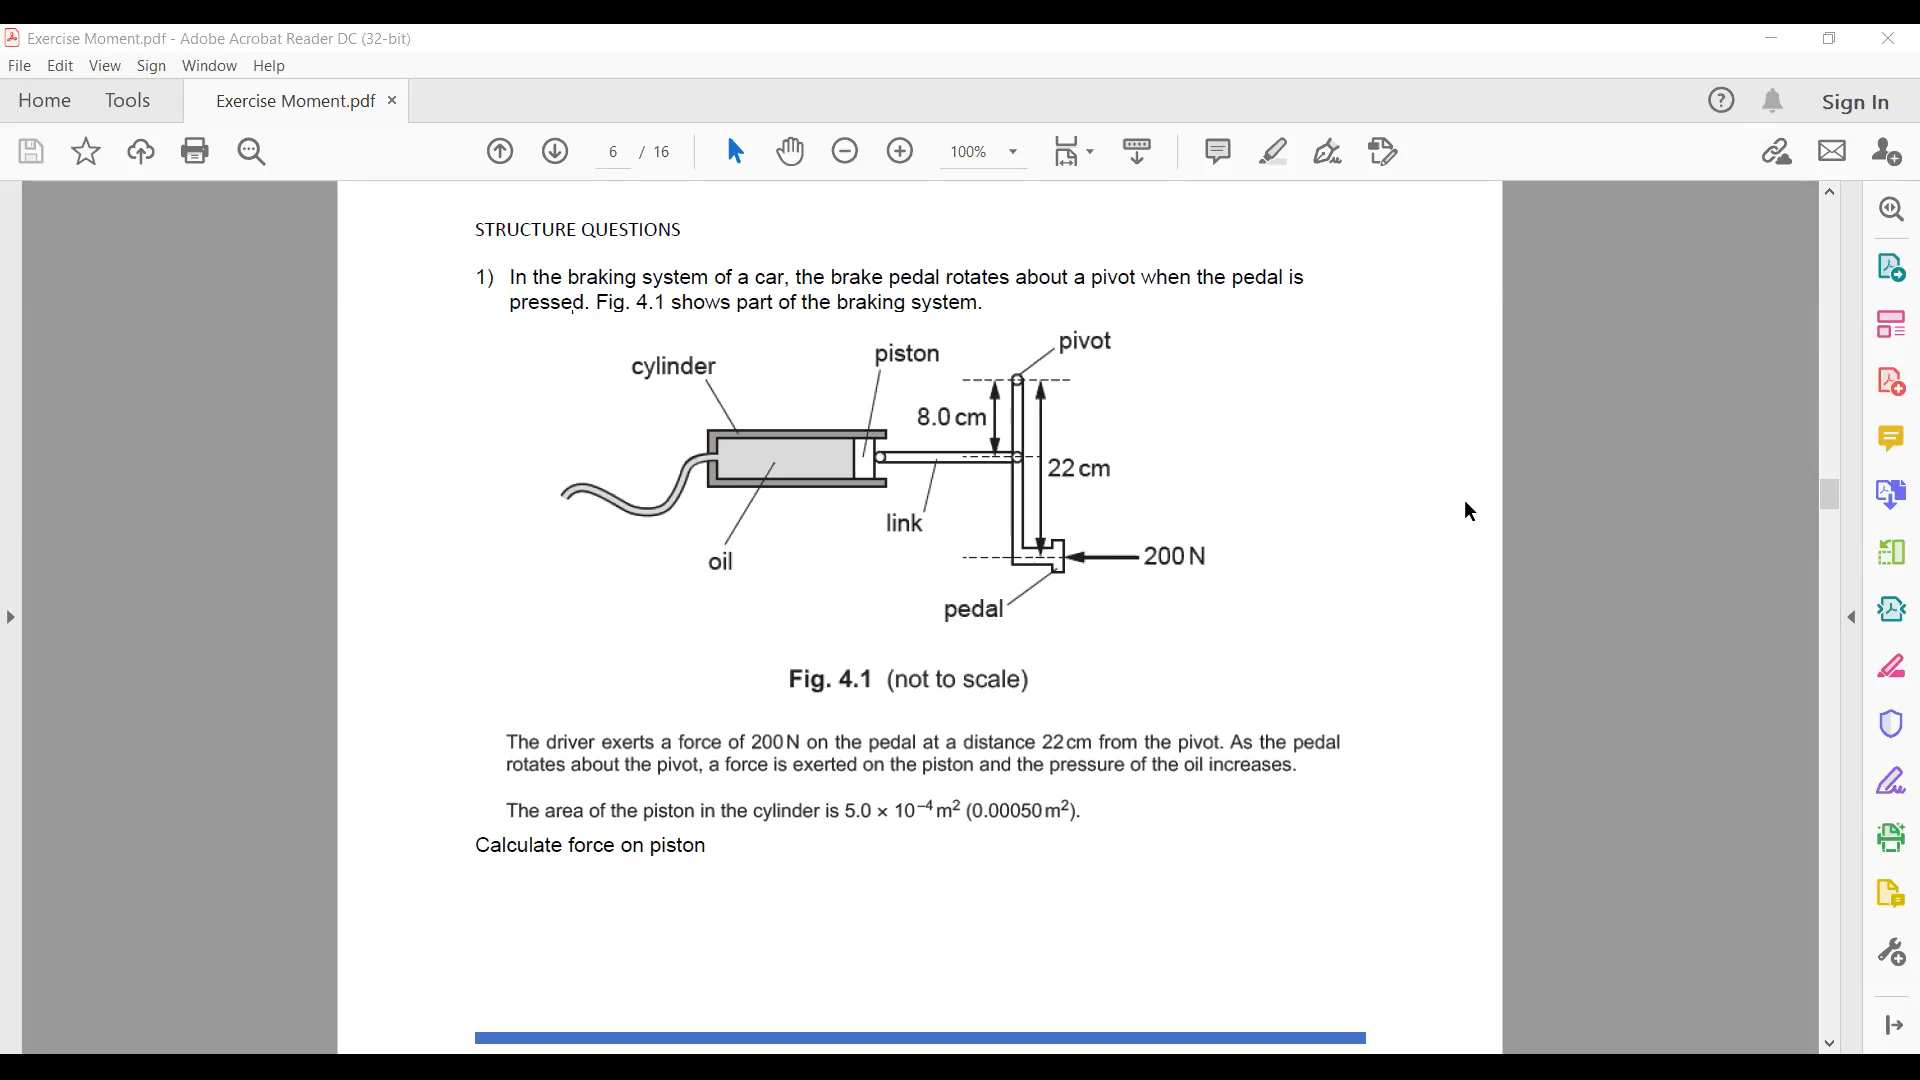 Exercise Moment.pdf - Adobe Acrobat Reader DC (32-bit)
File Edit View Sign Window Help
Home Tools Exercise Moment.pdf × Sign In
6 / 16 100%
STRUCTURE QUESTIONS
1) In the braking system of a car, the brake pedal rotates about a pivot when the pedal is
pressed. Fig. 4.1 shows part of the braking system.
pivot
piston
cylinder
8.0 cm
22 cm
link
oil
200 N
pedal
Fig. 4.1 (not to scale)
The driver exerts a force of 200 N on the pedal at a distance 22 cm from the pivot. As the pedal
rotates about the pivot, a force is exerted on the piston and the pressure of the oil increases.
The area of the piston in the cylinder is 5.0 × 10⁻⁴ m² (0.00050 m²).
Calculate force on piston